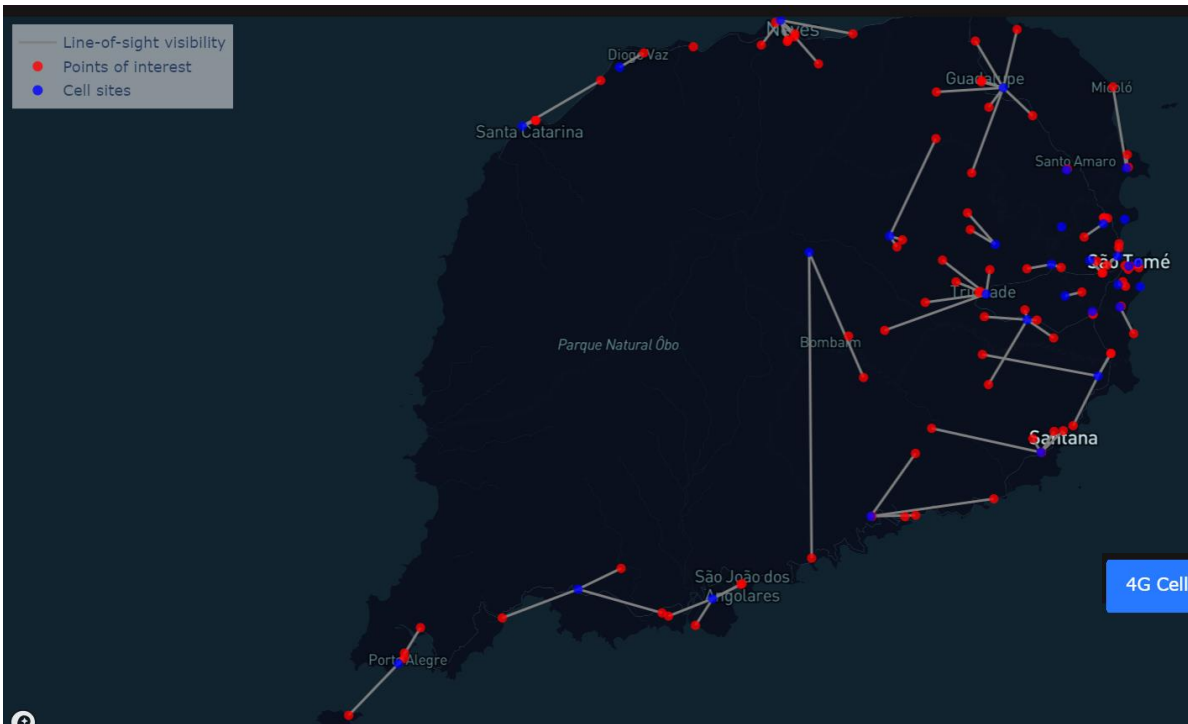 Line-of-sight visibility
Points of interest
Cell sites
Neves
Diogo Vaz
Guadalupe
Micoló
Santa Catarina
Santo Amaro
São Tomé
Trindade
Parque Natural Ôbo
Bombaim
Santana
São João dos
Angolares
4G Cell
Porto Alegre